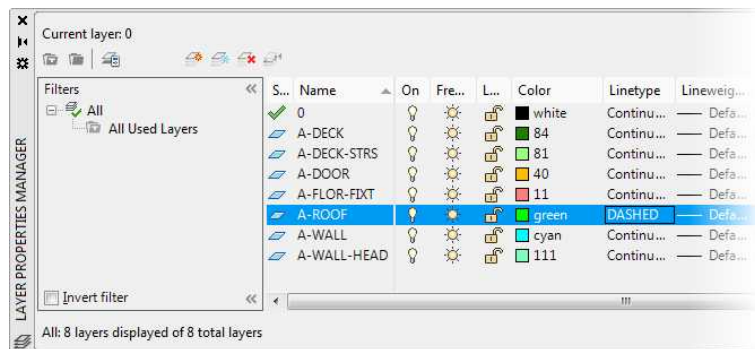 Current layer: 0
Filters
All
All Used Layers
Invert filter
S... Name On Fre... L... Color Linetype Lineweig...
0 white Continu... Defa...
A-DECK 84 Continu... Defa...
A-DECK-STRS 81 Continu... Defa...
A-DOOR 40 Continu... Defa...
A-FLOR-FIXT 11 Continu... Defa...
A-ROOF green DASHED Defa...
A-WALL cyan Continu... Defa...
A-WALL-HEAD 111 Continu... Defa...
All: 8 layers displayed of 8 total layers
LAYER PROPERTIES MANAGER